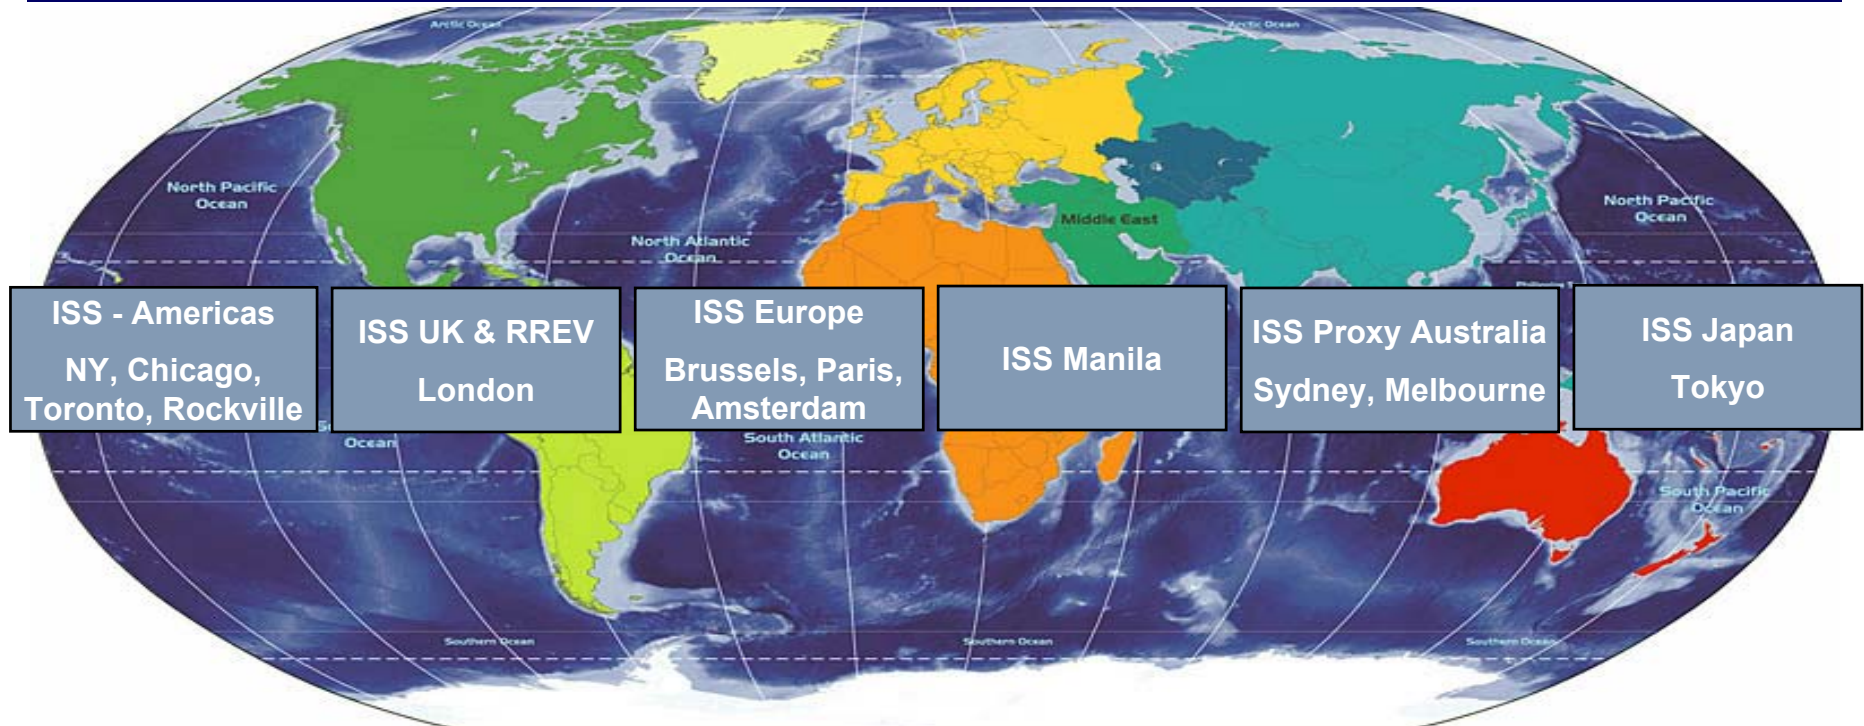 Arctic Ocean
Arctic Ocean
North Pacific
Ocean
North Atlantic
Ocean
Middle East
North Pacific
Ocean
ISS - Americas
NY, Chicago,
Toronto, Rockville
ISS UK & RREV
London
ISS Europe
Brussels, Paris,
Amsterdam
ISS Manila
ISS Proxy Australia
Sydney, Melbourne
ISS Japan
Tokyo
Ocean
South Atlantic
Ocean
South Pacific
Ocean
Southern Ocean
Southern Ocean
Southern Ocean